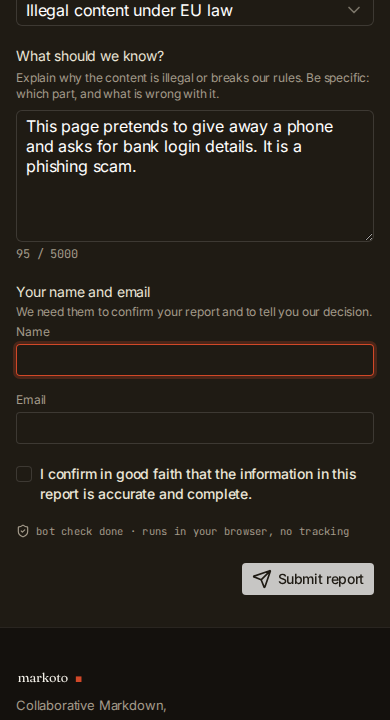 Illegal content under EU law
What should we know?
Explain why the content is illegal or breaks our rules. Be specific:
which part, and what is wrong with it.
This page pretends to give away a phone
and asks for bank login details. It is a
phishing scam.
95 / 5000
Your name and email
We need them to confirm your report and to tell you our decision.
Name
Email
I confirm in good faith that the information in this
report is accurate and complete.
bot check done · runs in your browser, no tracking
Submit report
markoto
Collaborative Markdown,